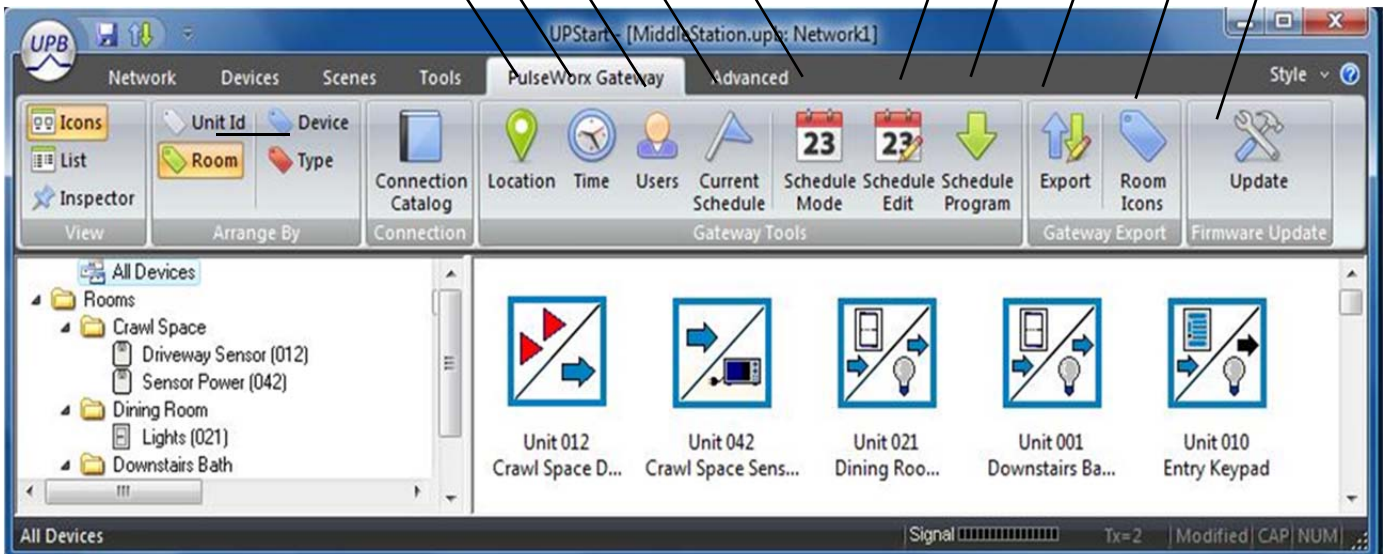 UPStart - [MiddleStation.upb: Network1]
UPB
Network Devices Scenes Tools PulseWorx Gateway Advanced Style
Icons
List
Inspector
View
Unit Id Device
Room Type
Arrange By
Connection Catalog
Connection
Location Time Users Current Schedule 23 Schedule Mode 23 Schedule Edit Schedule Program
Gateway Tools
Export Room Icons
Gateway Export
Update
Firmware Update
All Devices
Rooms
Crawl Space
Driveway Sensor (012)
Sensor Power (042)
Dining Room
Lights (021)
Downstairs Bath
Unit 012
Crawl Space D...
Unit 042
Crawl Space Sens...
Unit 021
Dining Roo...
Unit 001
Downstairs Ba...
Unit 010
Entry Keypad
All Devices Signal Tx=2 Modified CAP NUM